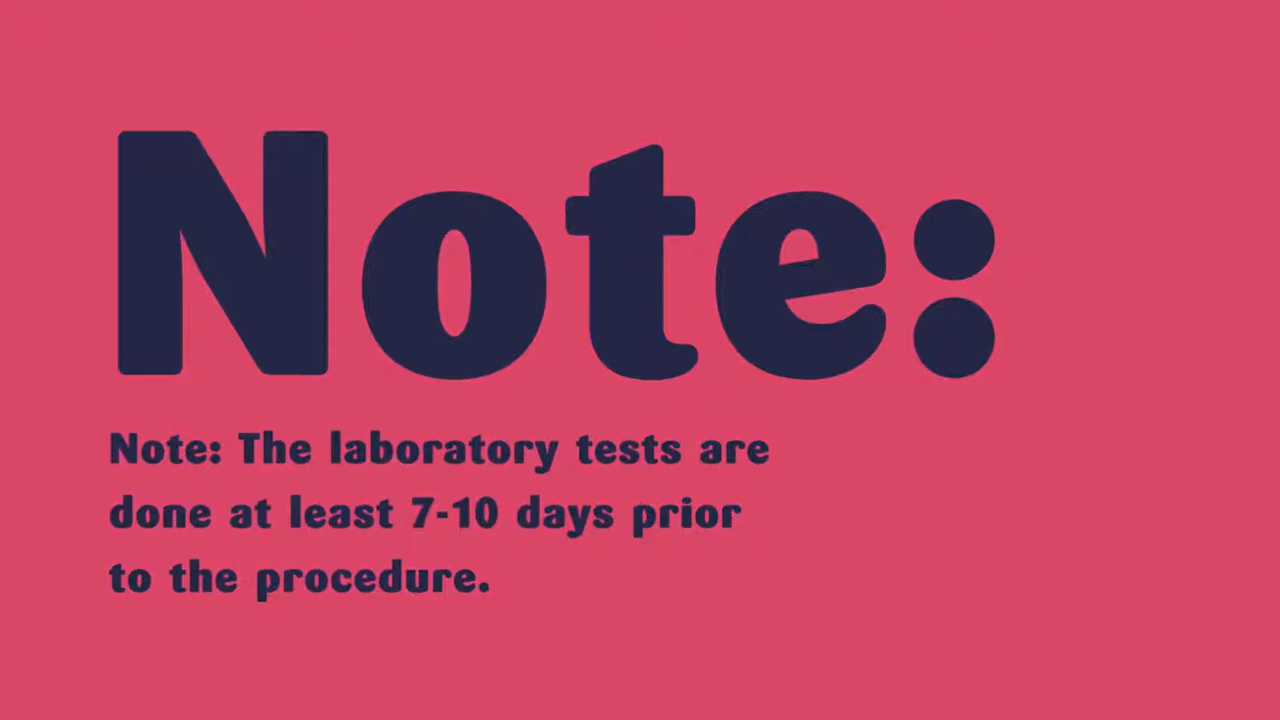 Note:
Note: The laboratory tests are
done at least 7-10 days prior
to the procedure.